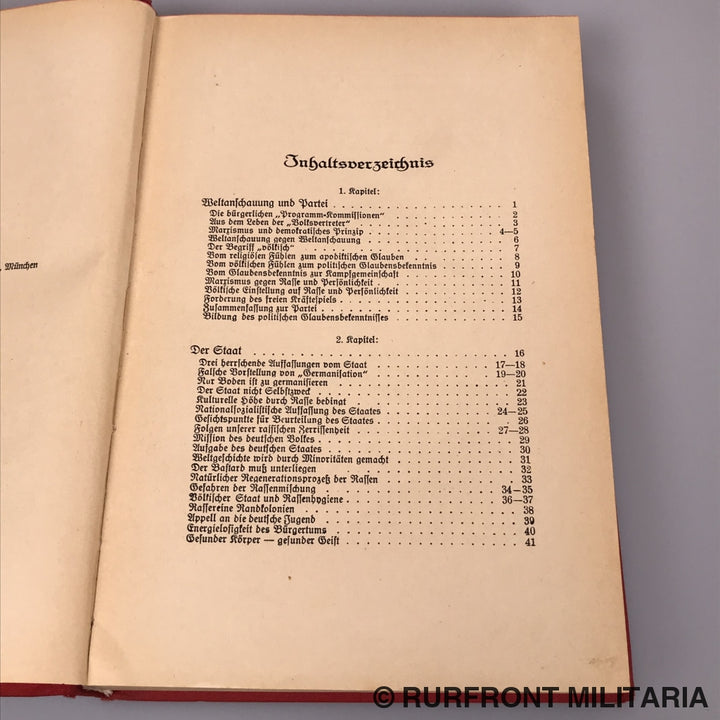 , München
Inhaltsverzeichnis
1. Kapitel:
Weltanschauung und Partei . . . . . . . . . . . . . . . . 1
Die bürgerlichen „Programm-Kommissionen“ . . . . . . . . . . . 2
Aus dem Leben der „Volksvertreter“ . . . . . . . . . . . . . 3
Marxismus und demokratisches Prinzip . . . . . . . . . . . 4—5
Weltanschauung gegen Weltanschauung . . . . . . . . . . . . 6
Der Begriff „völkisch“ . . . . . . . . . . . . . . . . . 7
Vom religiösen Fühlen zum apodiktischen Glauben . . . . . . . . 8
Vom völkischen Fühlen zum politischen Glaubensbekenntnis . . . . . 9
Vom Glaubensbekenntnis zur Kampfgemeinschaft . . . . . . . . . 10
Marxismus gegen Rasse und Persönlichkeit . . . . . . . . . . . 11
Völkische Einstellung auf Rasse und Persönlichkeit . . . . . . . . 12
Forderung des freien Kräftespiels . . . . . . . . . . . . . . 13
Zusammenfassung zur Partei . . . . . . . . . . . . . . . . 14
Bildung des politischen Glaubensbekenntnisses . . . . . . . . . . 15
2. Kapitel:
Der Staat . . . . . . . . . . . . . . . . . . . . . . 16
Drei herrschende Auffassungen vom Staat . . . . . . . . . . 17—18
Falsche Vorstellung von „Germanisation“ . . . . . . . . . . 19—20
Nur Boden ist zu germanisieren . . . . . . . . . . . . . . 21
Der Staat nicht Selbstzweck . . . . . . . . . . . . . . . . 22
Kulturelle Höhe durch Rasse bedingt . . . . . . . . . . . . . 23
Nationalsozialistische Auffassung des Staates . . . . . . . . . 24—25
Gesichtspunkte für Beurteilung des Staates . . . . . . . . . . . 26
Folgen unserer rassischen Zerrissenheit . . . . . . . . . . . 27—28
Mission des deutschen Volkes . . . . . . . . . . . . . . . . 29
Aufgabe des deutschen Staates . . . . . . . . . . . . . . . 30
Weltgeschichte wird durch Minoritäten gemacht . . . . . . . . . 31
Der Bastard muß unterliegen . . . . . . . . . . . . . . . . 32
Natürlicher Regenerationsprozeß der Rassen . . . . . . . . . . 33
Gefahren der Rassenmischung . . . . . . . . . . . . . . . 34—35
Völkischer Staat und Rassenhygiene . . . . . . . . . . . . . 36—37
Rassereine Randkolonien . . . . . . . . . . . . . . . . . 38
Appell an die deutsche Jugend . . . . . . . . . . . . . . . 39
Energielosigkeit des Bürgertums . . . . . . . . . . . . . . . 40
Gesunder Körper — gesunder Geist . . . . . . . . . . . . . . 41
© RURFRONT MILITARIA